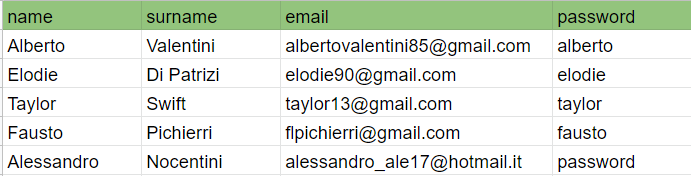 name surname email password
Alberto Valentini albertovalentini85@gmail.com alberto
Elodie Di Patrizi elodie90@gmail.com elodie
Taylor Swift taylor13@gmail.com taylor
Fausto Pichierri flpichierri@gmail.com fausto
Alessandro Nocentini alessandro_ale17@hotmail.it password